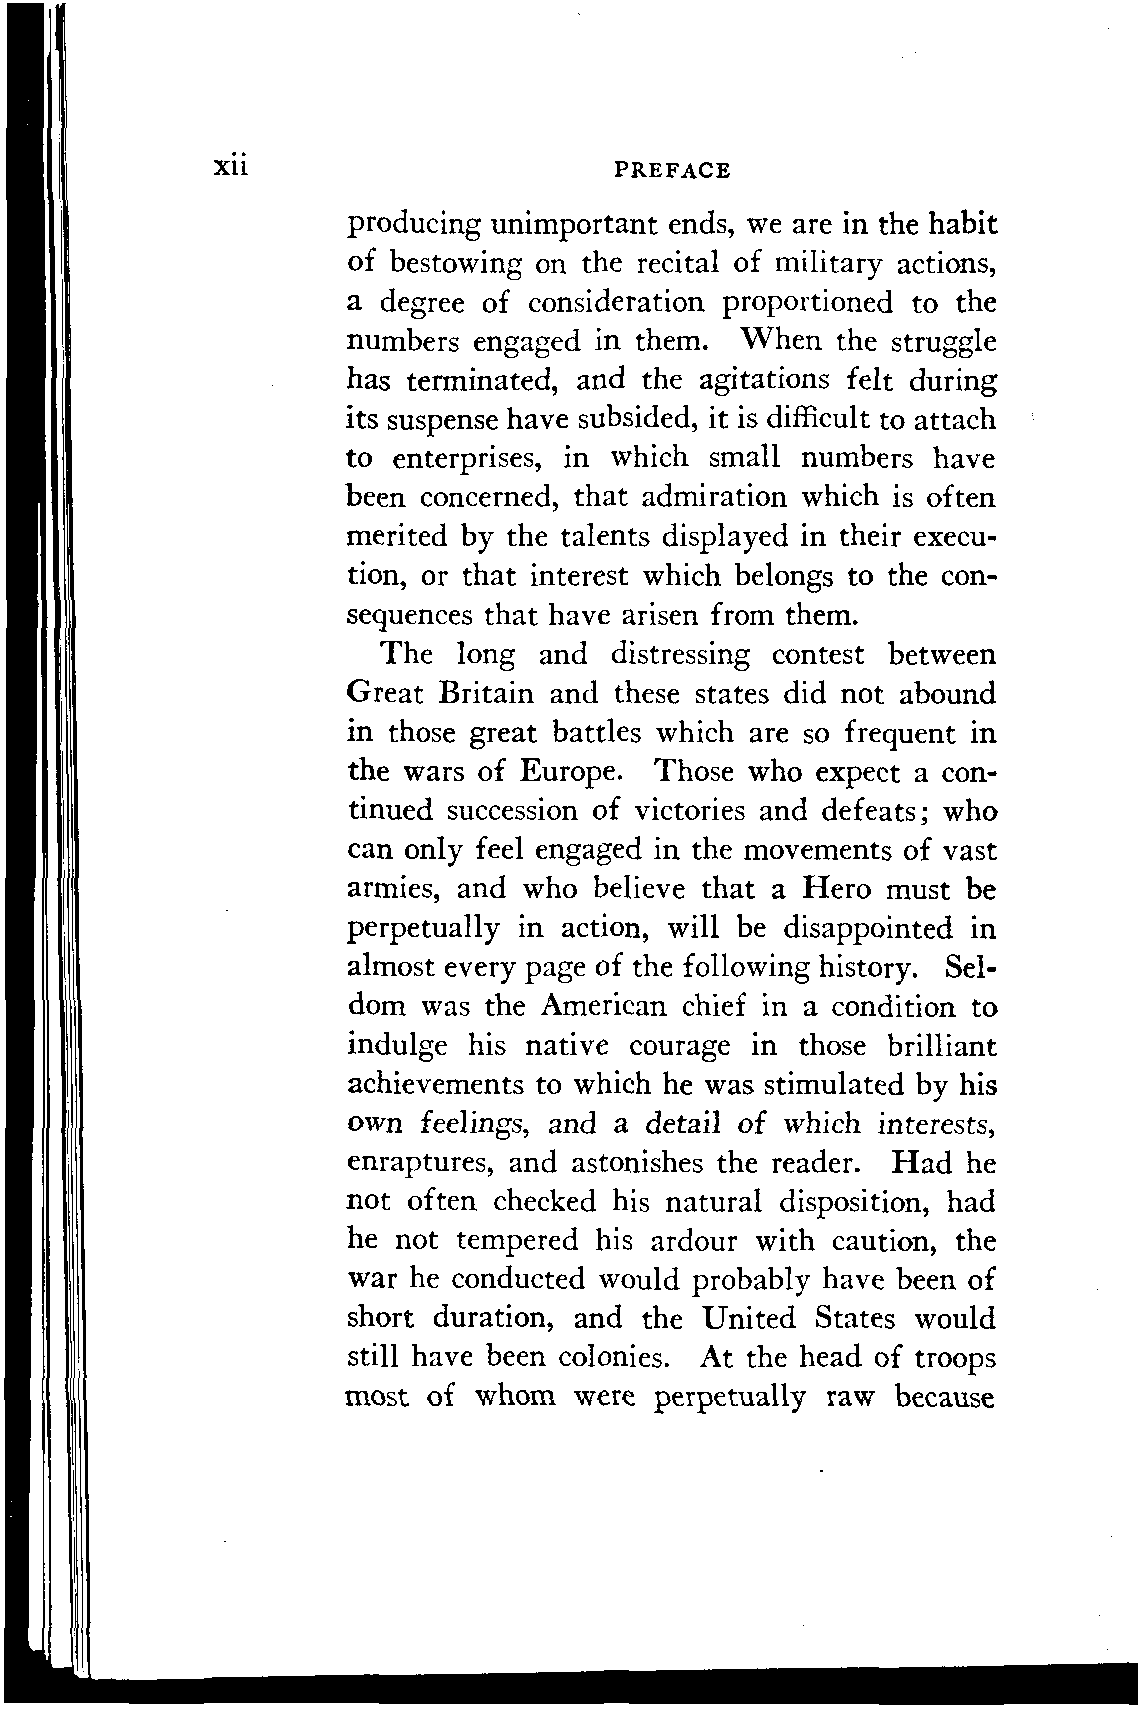 xii PREFACE
producing unimportant ends, we are in the habit
of bestowing on the recital of military actions,
a degree of consideration proportioned to the
numbers engaged in them. When the struggle
has terminated, and the agitations felt during
its suspense have subsided, it is difficult to attach
to enterprises, in which small numbers have
been concerned, that admiration which is often
merited by the talents displayed in their execu-
tion, or that interest which belongs to the con-
sequences that have arisen from them.
The long and distressing contest between
Great Britain and these states did not abound
in those great battles which are so frequent in
the wars of Europe. Those who expect a con-
tinued succession of victories and defeats; who
can only feel engaged in the movements of vast
armies, and who believe that a Hero must be
perpetually in action, will be disappointed in
almost every page of the following history. Sel-
dom was the American chief in a condition to
indulge his native courage in those brilliant
achievements to which he was stimulated by his
own feelings, and a detail of which interests,
enraptures, and astonishes the reader. Had he
not often checked his natural disposition, had
he not tempered his ardour with caution, the
war he conducted would probably have been of
short duration, and the United States would
still have been colonies. At the head of troops
most of whom were perpetually raw because